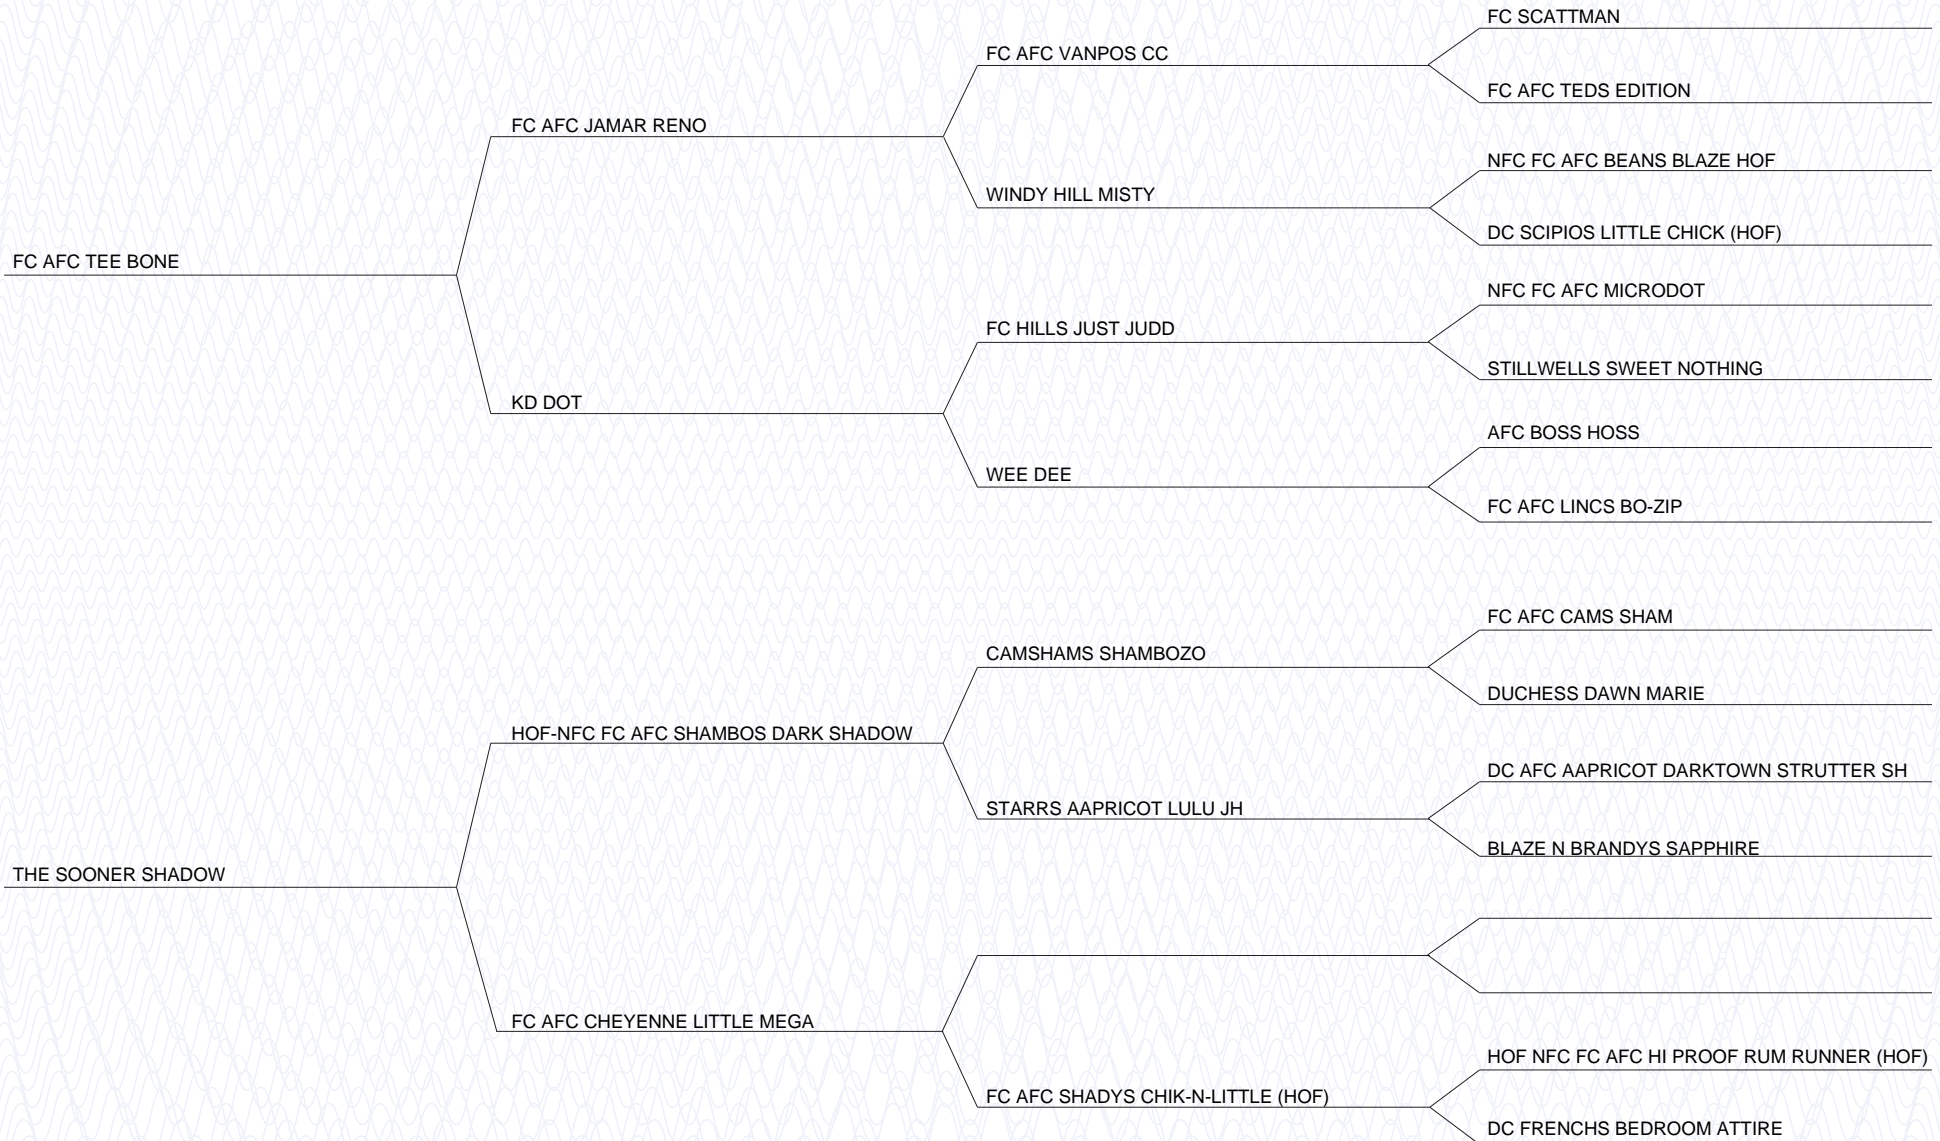 FC SCATTMAN
FC AFC VANPOS CC
FC AFC TEDS EDITION
FC AFC JAMAR RENO
NFC FC AFC BEANS BLAZE HOF
WINDY HILL MISTY
DC SCIPIOS LITTLE CHICK (HOF)
FC AFC TEE BONE
NFC FC AFC MICRODOT
FC HILLS JUST JUDD
STILLWELLS SWEET NOTHING
KD DOT
AFC BOSS HOSS
WEE DEE
FC AFC LINCS BO-ZIP
FC AFC CAMS SHAM
CAMSHAMS SHAMBOZO
DUCHESS DAWN MARIE
HOF-NFC FC AFC SHAMBOS DARK SHADOW
DC AFC AAPRICOT DARKTOWN STRUTTER SH
STARRS AAPRICOT LULU JH
BLAZE N BRANDYS SAPPHIRE
THE SOONER SHADOW
FC AFC CHEYENNE LITTLE MEGA
HOF NFC FC AFC HI PROOF RUM RUNNER (HOF)
FC AFC SHADYS CHIK-N-LITTLE (HOF)
DC FRENCHS BEDROOM ATTIRE